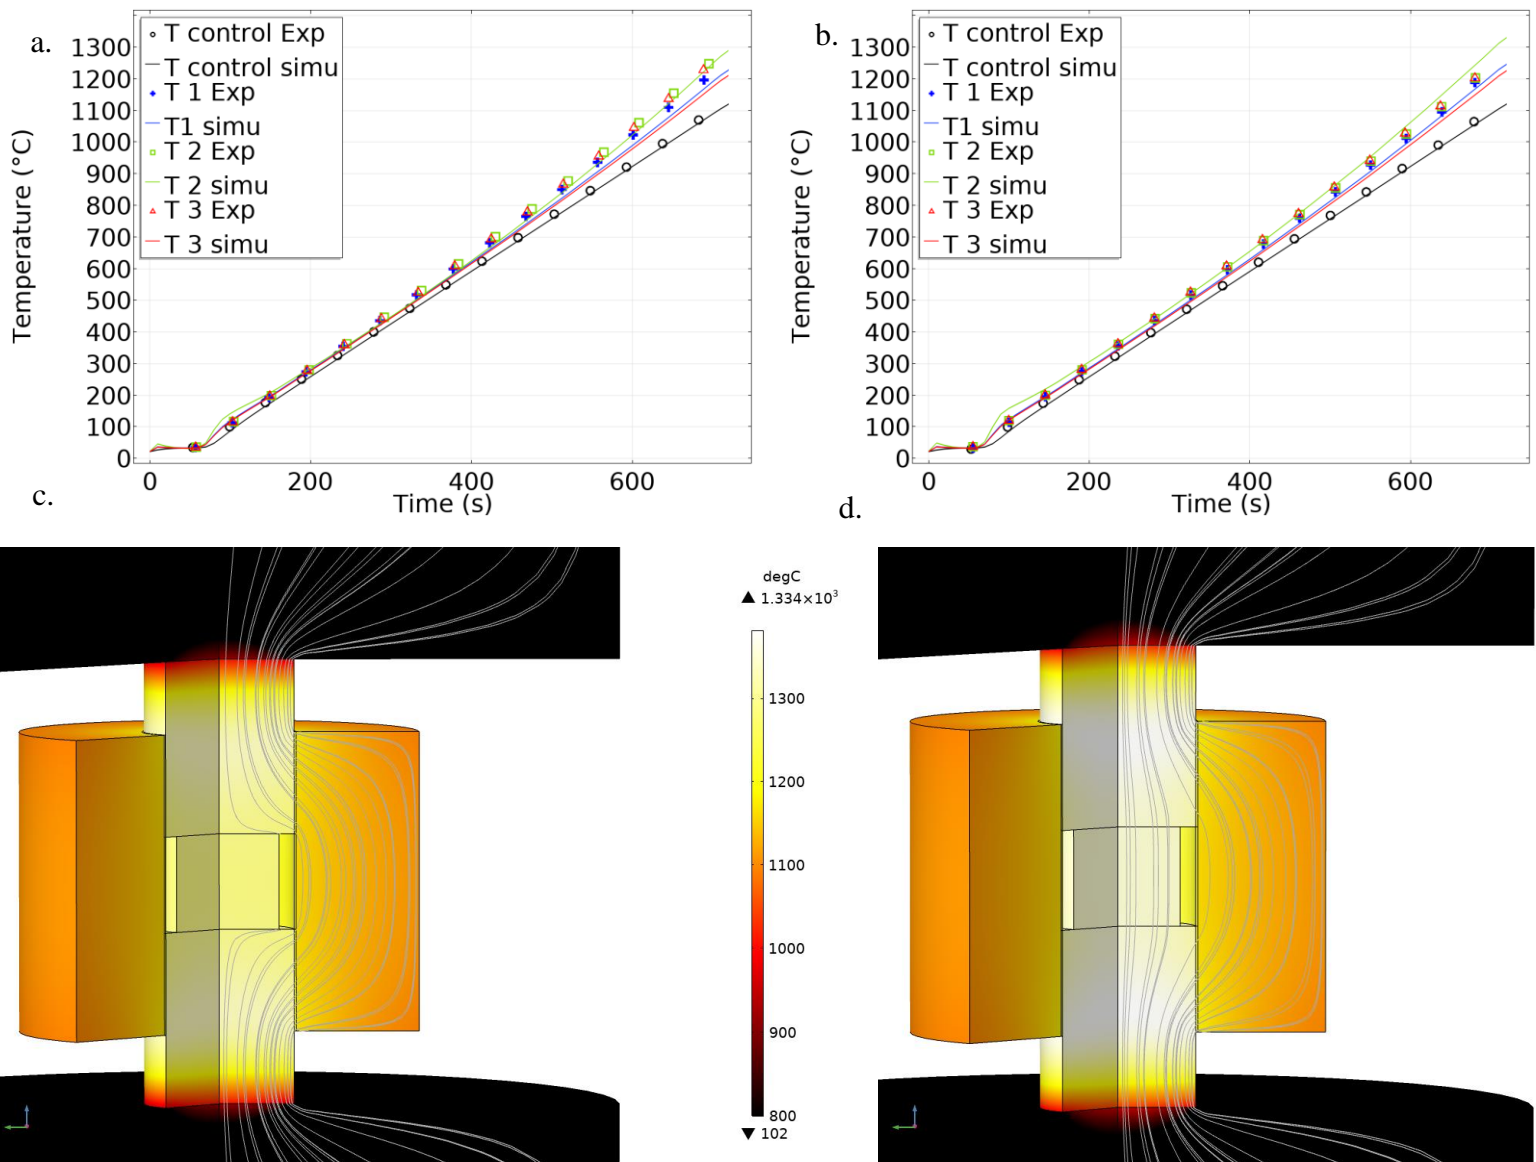 a.
T control Exp
T control simu
T 1 Exp
T1 simu
T 2 Exp
T 2 simu
T 3 Exp
T 3 simu
1300
1200
1100
1000
900
800
700
600
500
400
300
200
100
0
Temperature (°C)
0 200 400 600
Time (s)
b.
T control Exp
T control simu
T 1 Exp
T1 simu
T 2 Exp
T 2 simu
T 3 Exp
T 3 simu
1300
1200
1100
1000
900
800
700
600
500
400
300
200
100
0
Temperature (°C)
0 200 400 600
Time (s)
c.
d.
degC
▲ 1.334×10³
1300
1200
1100
1000
900
800
▼ 102